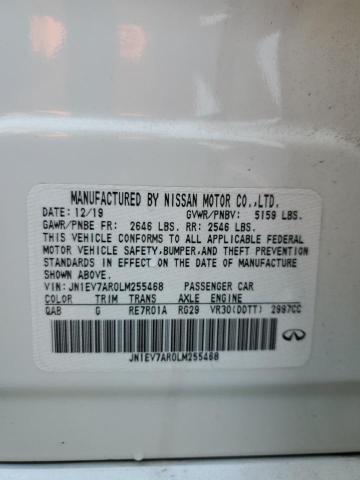 MANUFACTURED BY NISSAN MOTOR CO.,LTD.
DATE: 12/19 GVWR/PNBV: 5159 LBS.
GAWR/PNBE FR: 2646 LBS. RR: 2546 LBS.
THIS VEHICLE CONFORMS TO ALL APPLICABLE FEDERAL
MOTOR VEHICLE SAFETY,BUMPER,AND THEFT PREVENTION
STANDARDS IN EFFECT ON THE DATE OF MANUFACTURE
SHOWN ABOVE.
VIN: JN1EV7AR0LM255468 PASSENGER CAR
COLOR TRIM TRANS AXLE ENGINE
QAB G RE7R01A RG29 VR30(DDTT) 2997CC
JN1EV7AR0LM255468